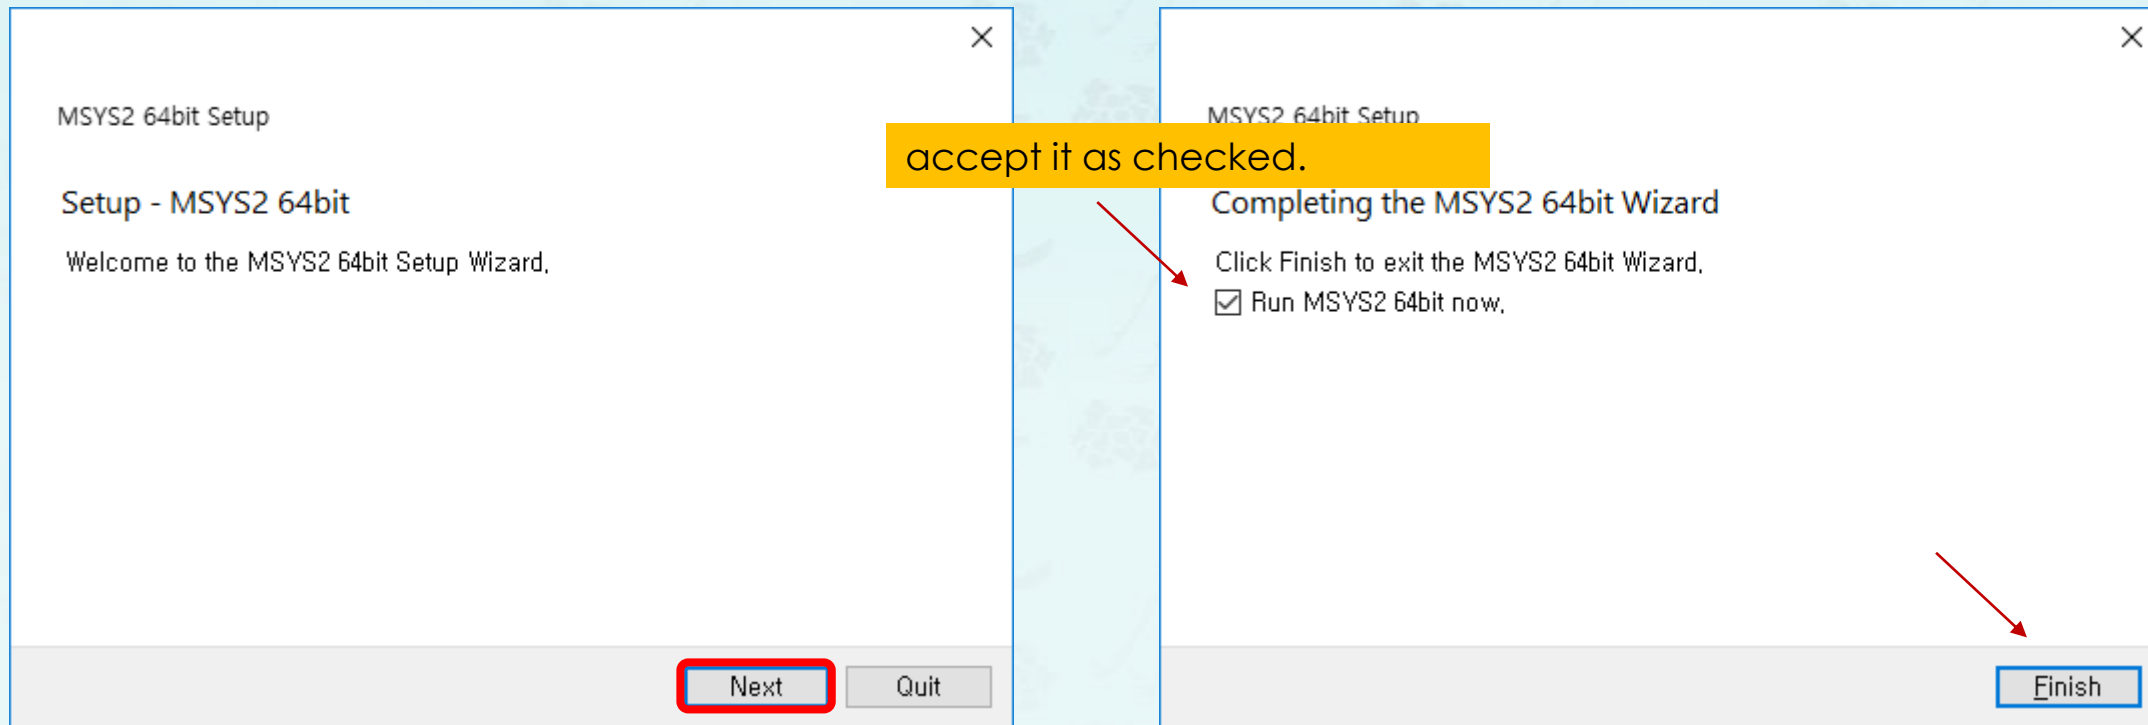 MSYS2 64bit Setup
Setup - MSYS2 64bit
Welcome to the MSYS2 64bit Setup Wizard,
Next
Quit
accept it as checked.
MSYS2 64bit Setup
Completing the MSYS2 64bit Wizard
Click Finish to exit the MSYS2 64bit Wizard,
Run MSYS2 64bit now,
Finish